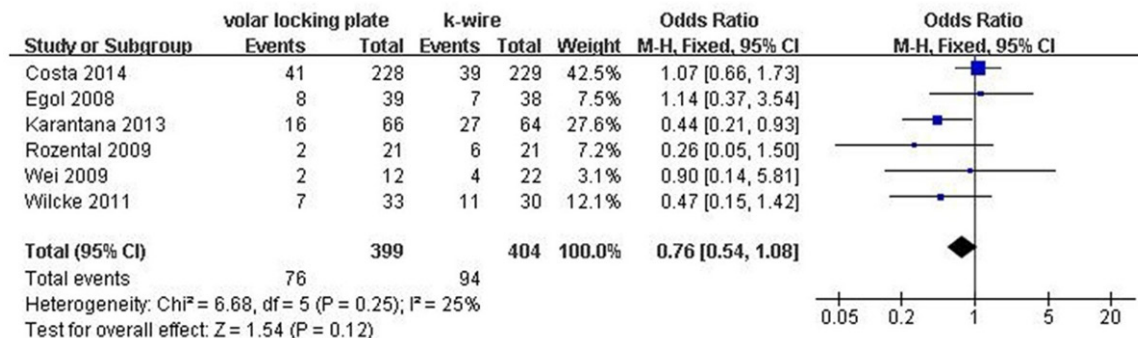 volar locking plate k-wire Odds Ratio Odds Ratio
Study or Subgroup Events Total Events Total Weight M-H, Fixed, 95% CI M-H, Fixed, 95% CI
Costa 2014 41 228 39 229 42.5% 1.07 [0.66, 1.73]
Egol 2008 8 39 7 38 7.5% 1.14 [0.37, 3.54]
Karantana 2013 16 66 27 64 27.6% 0.44 [0.21, 0.93]
Rozental 2009 2 21 6 21 7.2% 0.26 [0.05, 1.50]
Wei 2009 2 12 4 22 3.1% 0.90 [0.14, 5.81]
Wilcke 2011 7 33 11 30 12.1% 0.47 [0.15, 1.42]
Total (95% CI) 399 404 100.0% 0.76 [0.54, 1.08]
Total events 76 94
Heterogeneity: Chi² = 6.68, df = 5 (P = 0.25); I² = 25%
Test for overall effect: Z = 1.54 (P = 0.12)
0.05 0.2 1 5 20